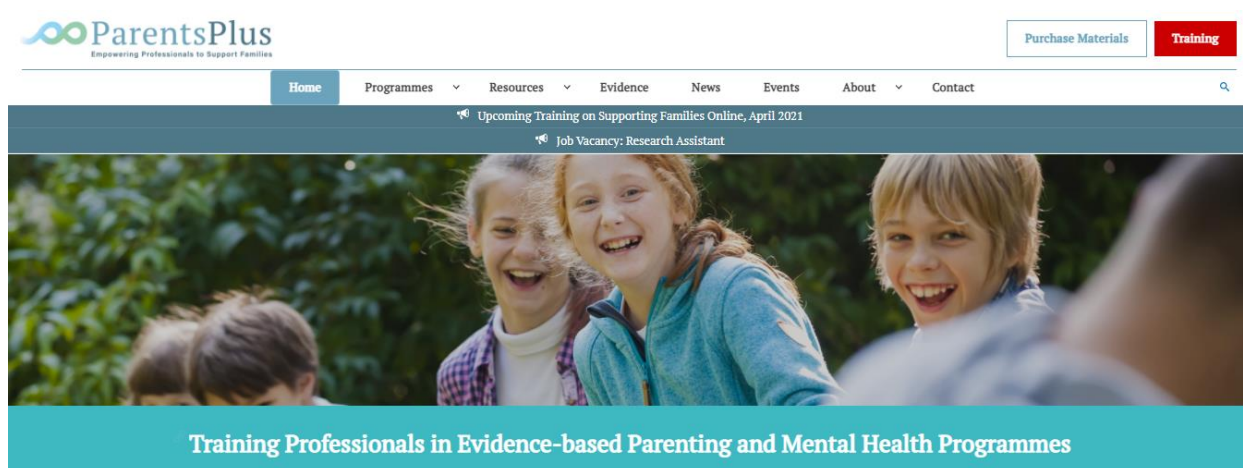 ParentsPlus
Empowering Professionals to Support Families
Purchase Materials
Training
Home Programmes Resources Evidence News Events About Contact
Upcoming Training on Supporting Families Online, April 2021
Job Vacancy: Research Assistant
Training Professionals in Evidence-based Parenting and Mental Health Programmes